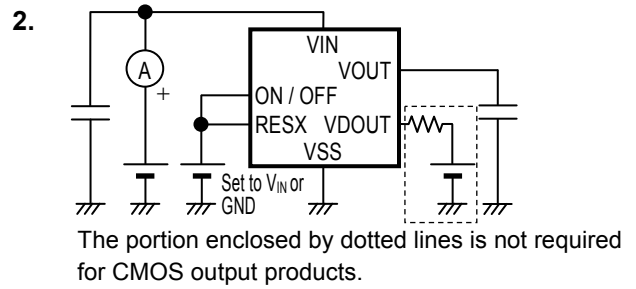 2.
VIN
VOUT
A
+
ON / OFF
RESX VDOUT
VSS
Set to VIN or
GND
The portion enclosed by dotted lines is not required
for CMOS output products.